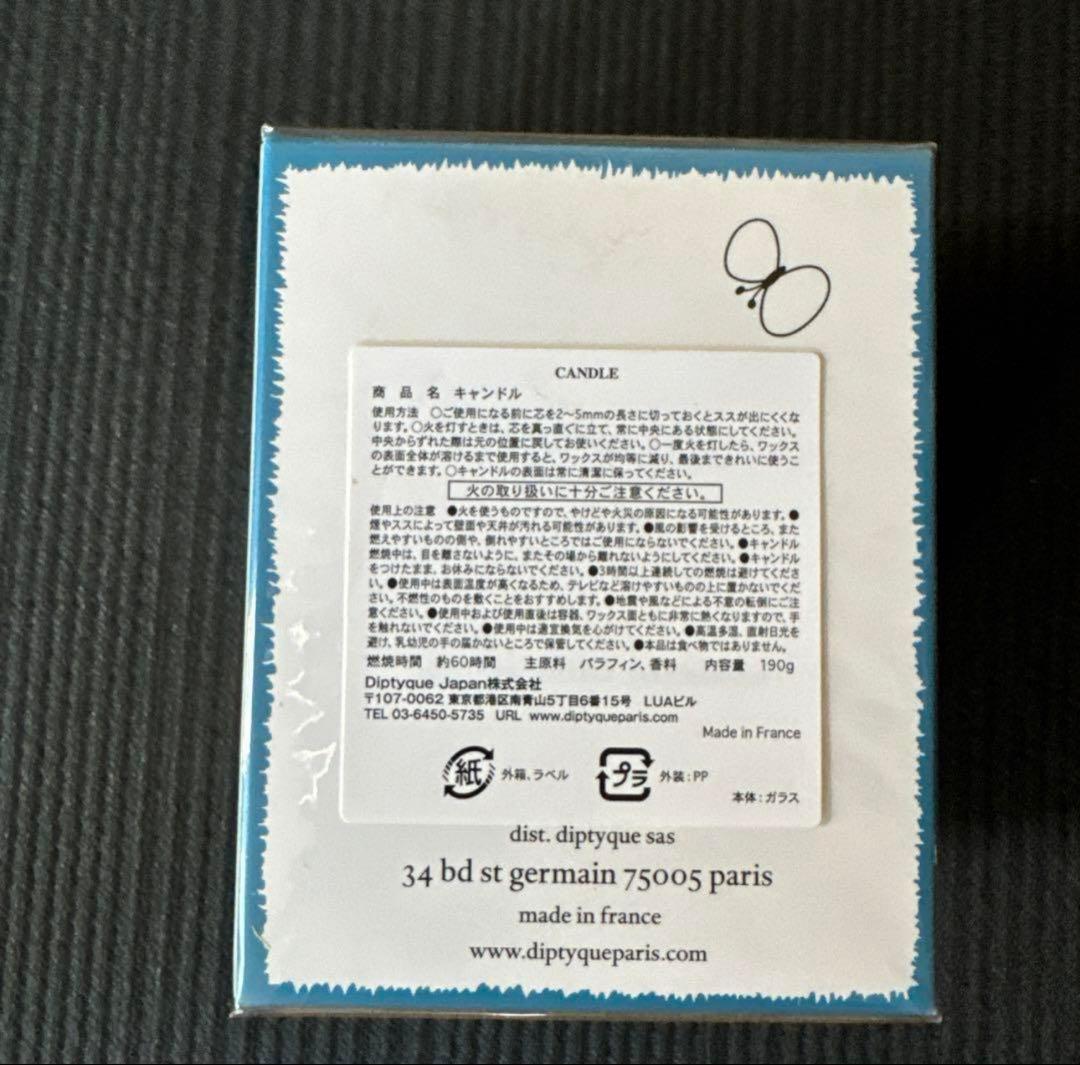 CANDLE
商品名 キャンドル
使用方法 ○ご使用になる前に芯を2〜5mmの長さに切っておくとススが出にくくな
ります。○火を灯すときは、芯を真っ直ぐに立て、常に中央にある状態にしてください。
中央からずれた際は元の位置に戻してお使いください。○一度火を灯したら、ワックス
の表面全体が溶けるまで使用すると、ワックスが均等に減り、最後まできれいに使うこ
とができます。○キャンドルの表面は常に清潔に保ってください。
火の取り扱いに十分ご注意ください。
使用上の注意 ●火を使うものですので、やけどや火災の原因になる可能性があります。●
煙やススによって壁面や天井が汚れる可能性があります。●風の影響を受けるところ、また
燃えやすいものの側や、倒れやすいところではご使用にならないでください。●キャンドル
燃焼中は、目を離さないように、またその場から離れないようにしてください。●キャンドル
をつけたまま、お休みにならないでください。●3時間以上連続しての燃焼は避けてくださ
い。●使用中は表面温度が高くなるため、テレビなど溶けやすいものの上に置かないでくだ
さい。不燃性のものを敷くことをおすすめします。●地震や風などによる不意の転倒にご注
意ください。●使用中および使用直後は容器、ワックス面ともに非常に熱くなりますので、手
を触れないでください。●使用中は適宜換気を心がけてください。●高温多湿、直射日光を
避け、乳幼児の手の届かないところで保管してください。●本品は食べ物ではありません。
燃焼時間 約60時間 主原料 パラフィン、香料 内容量 190g
Diptyque Japan株式会社
〒107-0062 東京都港区南青山5丁目6番15号 LUAビル
TEL 03-6450-5735 URL www.diptyqueparis.com
Made in France
紙 外箱、ラベル プラ 外装:PP
本体:ガラス
dist. diptyque sas
34 bd st germain 75005 paris
made in france
www.diptyqueparis.com